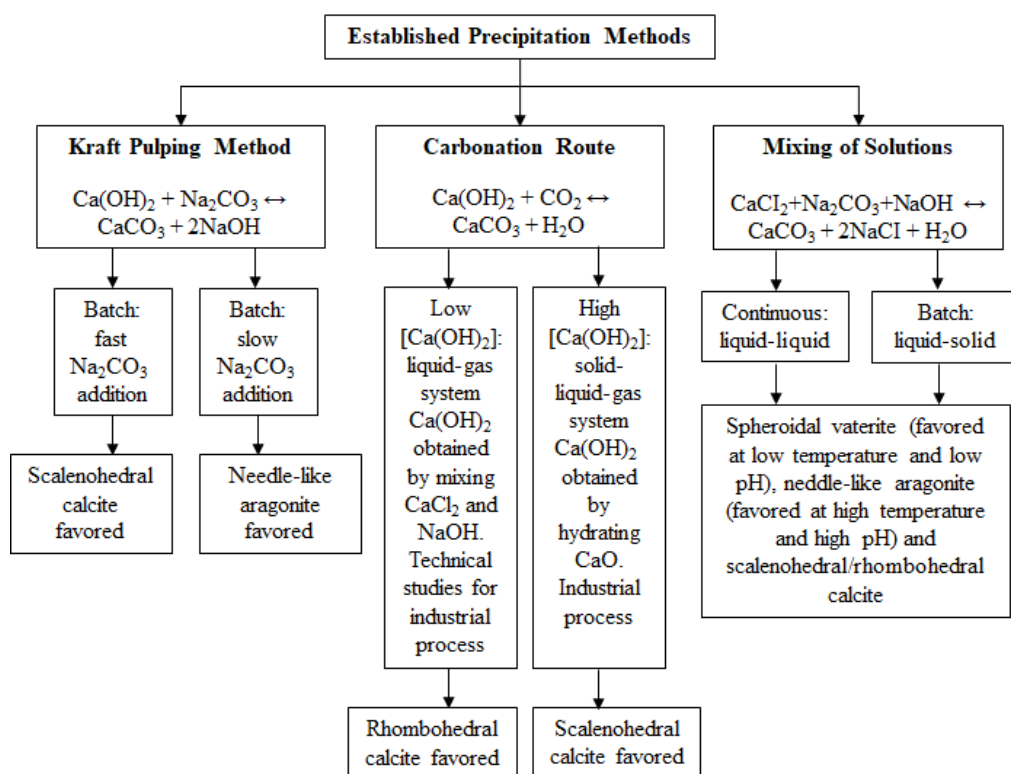 Established Precipitation Methods
Kraft Pulping Method
Ca(OH)₂ + Na₂CO₃ ↔
CaCO₃ + 2NaOH
Carbonation Route
Ca(OH)₂ + CO₂ ↔
CaCO₃ + H₂O
Mixing of Solutions
CaCI₂+Na₂CO₃+NaOH ↔
CaCO₃ + 2NaCI + H₂O
Batch:
fast
Na₂CO₃
addition
Batch:
slow
Na₂CO₃
addition
Low
[Ca(OH)₂]:
liquid-gas
system
Ca(OH)₂
obtained
by mixing
CaCl₂ and
NaOH.
Technical
studies for
industrial
process
High
[Ca(OH)₂]:
solid-
liquid-gas
system
Ca(OH)₂
obtained
by
hydrating
CaO.
Industrial
process
Continuous:
liquid-liquid
Batch:
liquid-solid
Scalenohedral
calcite
favored
Needle-like
aragonite
favored
Rhombohedral
calcite favored
Scalenohedral
calcite favored
Spheroidal vaterite (favored
at low temperature and low
pH), neddle-like aragonite
(favored at high temperature
and high pH) and
scalenohedral/rhombohedral
calcite